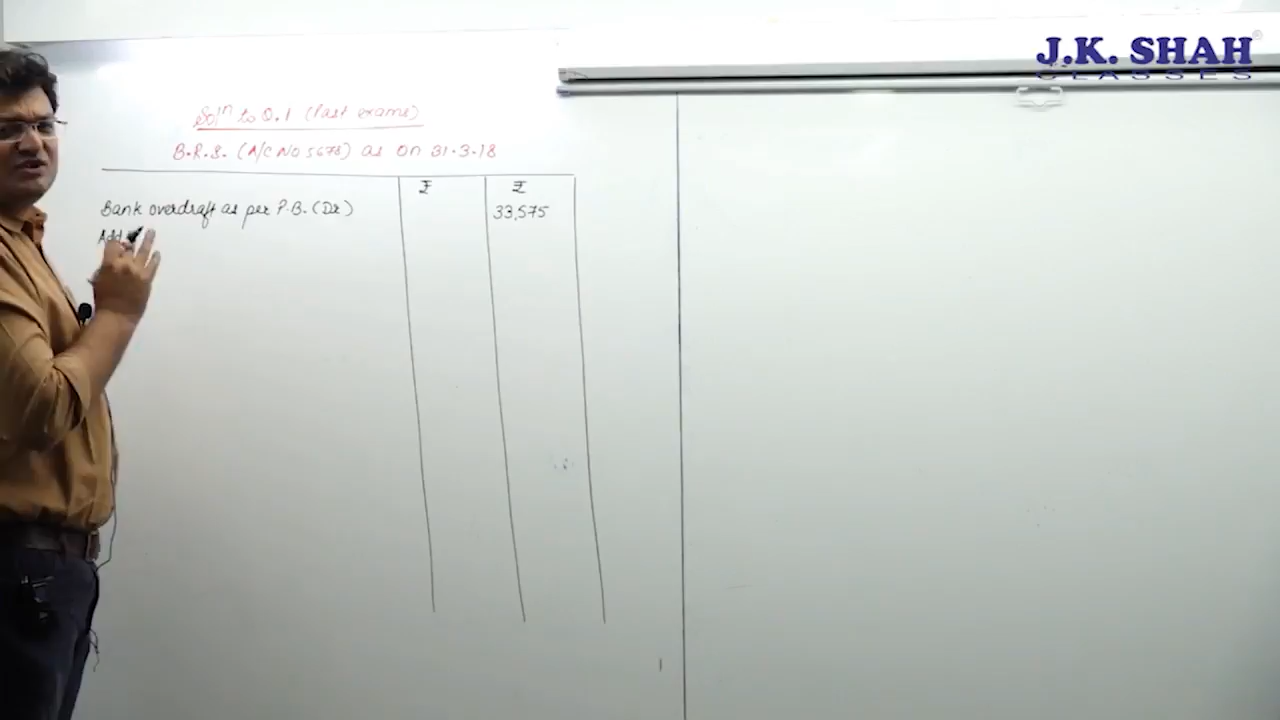 J.K. SHAH
CLASSES
Solⁿ to Q.1 (last exams)
B.R.S. (A/C NO 5678) as on 31.3.18
₹ ₹
Bank overdraft as per P.B. (Dr) 33,575
Add